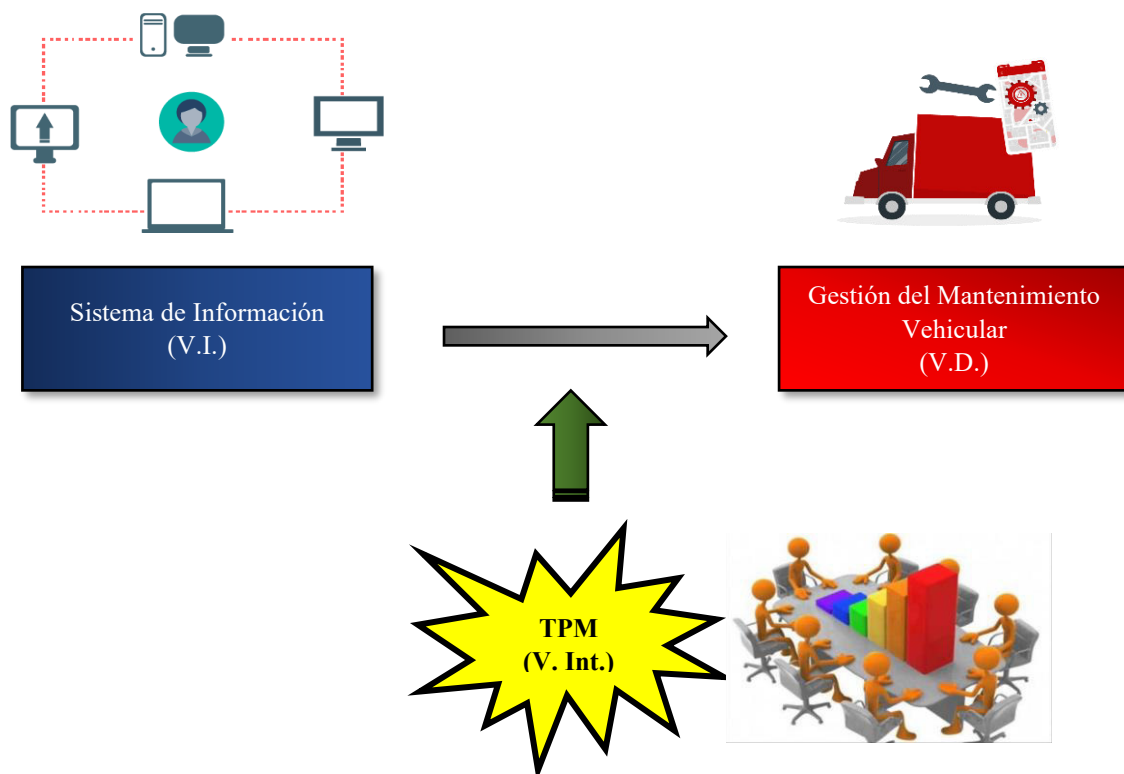 Sistema de Información
(V.I.)
Gestión del Mantenimiento
Vehicular
(V.D.)
TPM
(V. Int.)